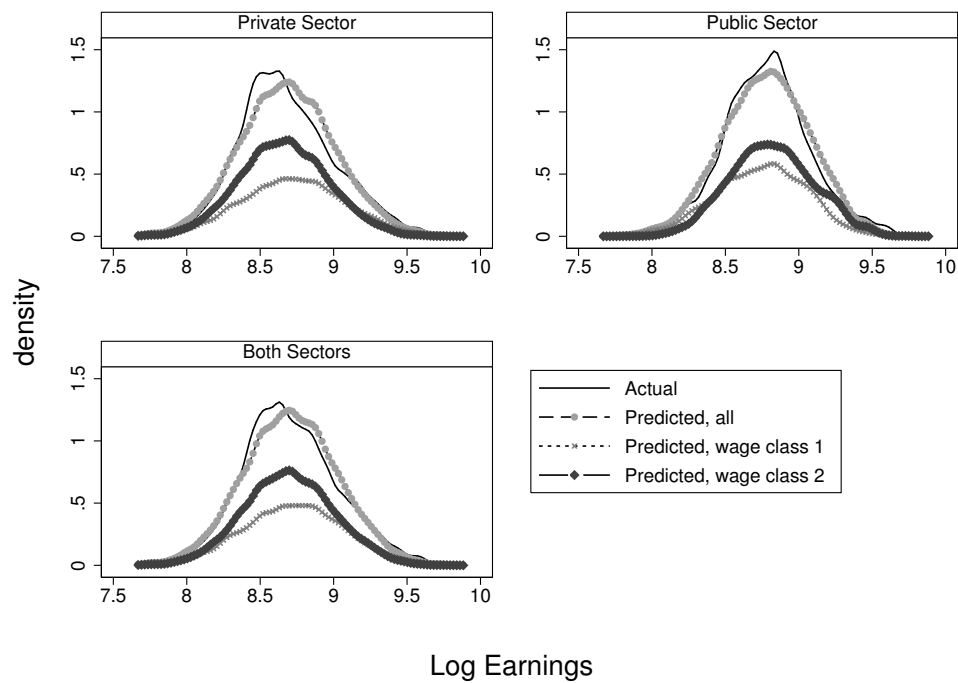 Private Sector
Public Sector
0 .5 1 1.5
0 .5 1 1.5
7.5 8 8.5 9 9.5 10
7.5 8 8.5 9 9.5 10
density
Both Sectors
0 .5 1 1.5
7.5 8 8.5 9 9.5 10
Actual
Predicted, all
Predicted, wage class 1
Predicted, wage class 2
Log Earnings